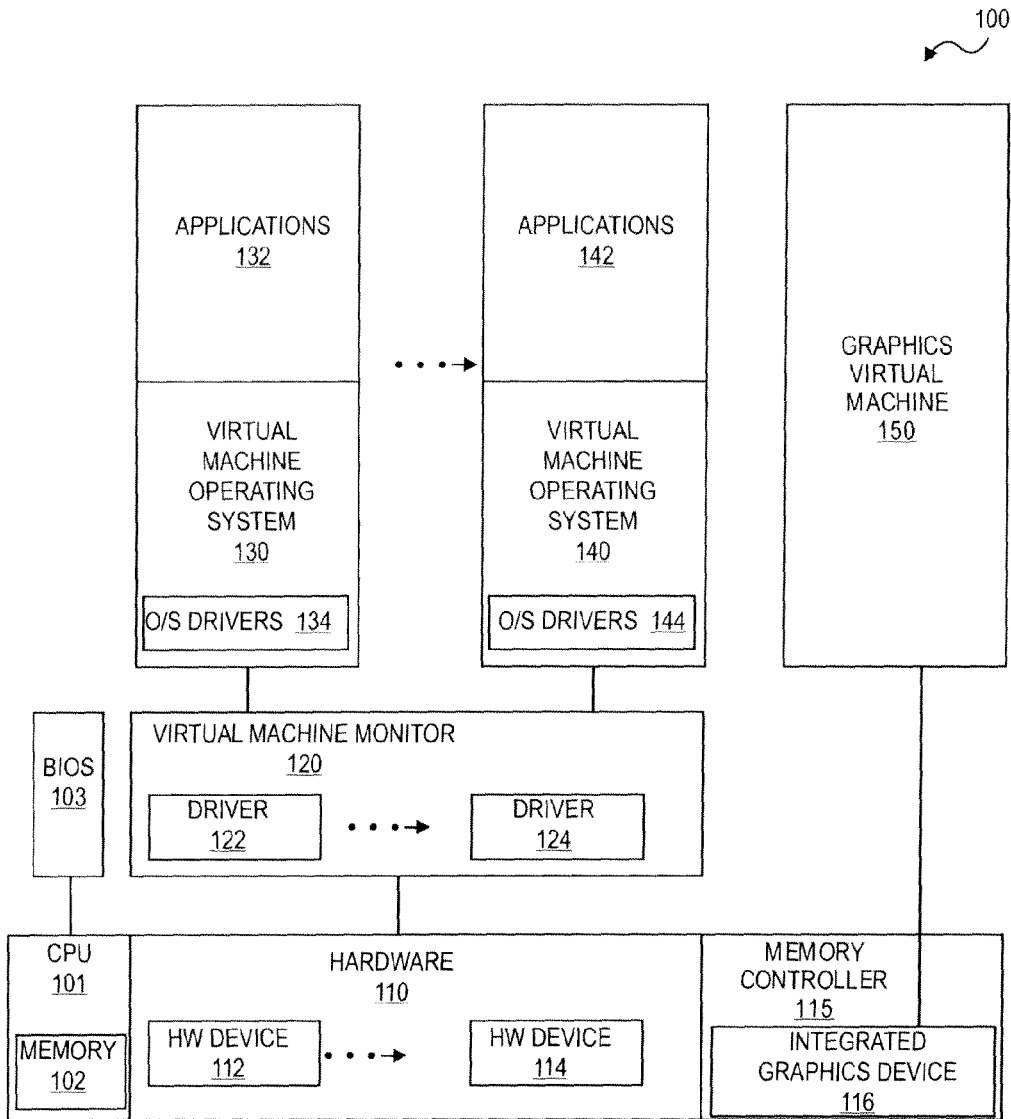 100
APPLICATIONS
132
APPLICATIONS
142
GRAPHICS
VIRTUAL
MACHINE
150
VIRTUAL
MACHINE
OPERATING
SYSTEM
130
VIRTUAL
MACHINE
OPERATING
SYSTEM
140
O/S DRIVERS 134
O/S DRIVERS 144
BIOS
103
VIRTUAL MACHINE MONITOR
120
DRIVER
122
DRIVER
124
CPU
101
MEMORY
102
HARDWARE
110
HW DEVICE
112
HW DEVICE
114
MEMORY
CONTROLLER
115
INTEGRATED
GRAPHICS DEVICE
116